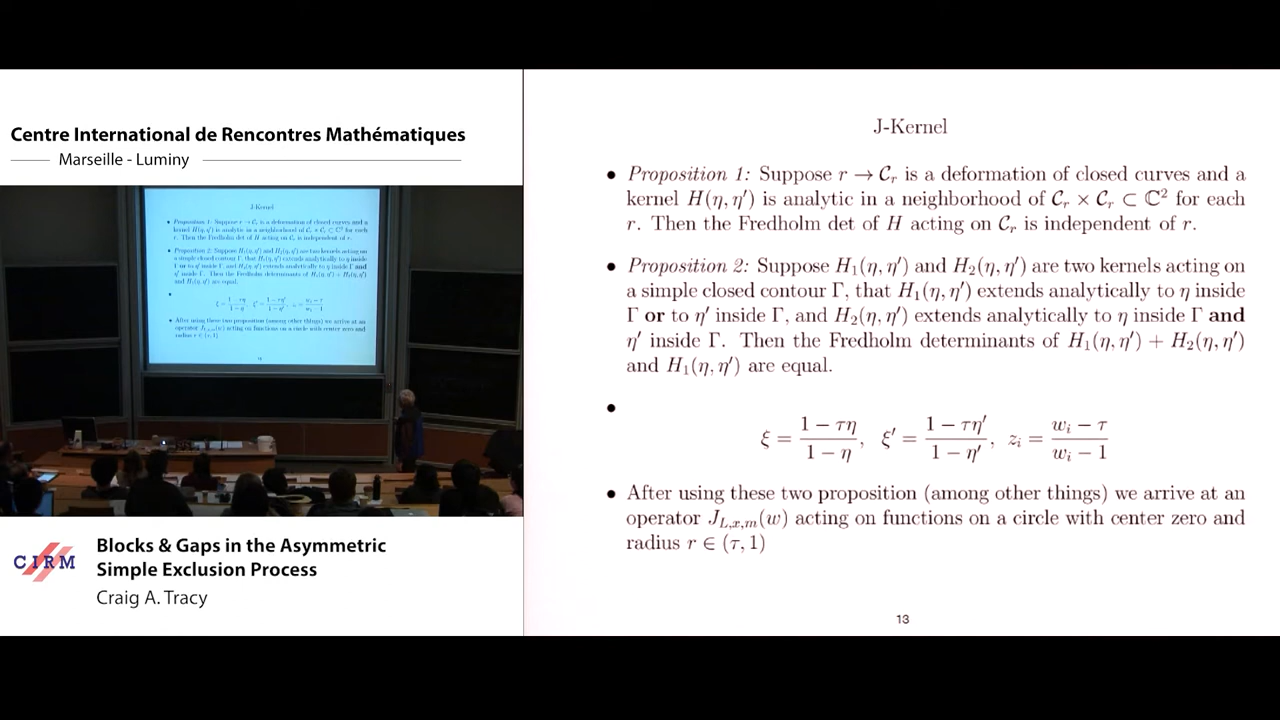 Centre International de Rencontres Mathématiques
Marseille - Luminy
J-Kernel
• Proposition 1: Suppose r → 𝒞_r is a deformation of closed curves and a
kernel H(η, η′) is analytic in a neighborhood of 𝒞_r × 𝒞_r ⊂ ℂ² for each
r. Then the Fredholm det of H acting on 𝒞_r is independent of r.
• Proposition 2: Suppose H₁(η, η′) and H₂(η, η′) are two kernels acting on
a simple closed contour Γ, that H₁(η, η′) extends analytically to η inside
Γ or to η′ inside Γ, and H₂(η, η′) extends analytically to η inside Γ and
η′ inside Γ. Then the Fredholm determinants of H₁(η, η′) + H₂(η, η′)
and H₁(η, η′) are equal.
•
ξ = (1 − τη)/(1 − η), ξ′ = (1 − τη′)/(1 − η′), z_i = (w_i − τ)/(w_i − 1)
• After using these two proposition (among other things) we arrive at an
operator J_{L,x,m}(w) acting on functions on a circle with center zero and
radius r ∈ (τ, 1)
13
CIRM
Blocks & Gaps in the Asymmetric
Simple Exclusion Process
Craig A. Tracy